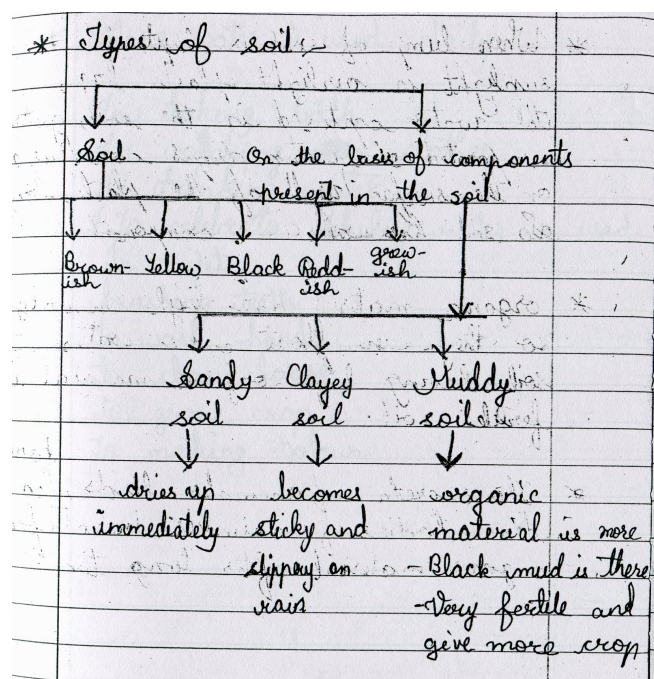 * Types of soil :-
Soil On the basis of components
present in the soil
Brown-ish Yellow Black Redd-ish grey-ish
Sandy soil Clayey soil Muddy soil
dries up becomes organic
immediately sticky and material is more
slippery on - Black mud is there
rain - Very fertile and
give more crop